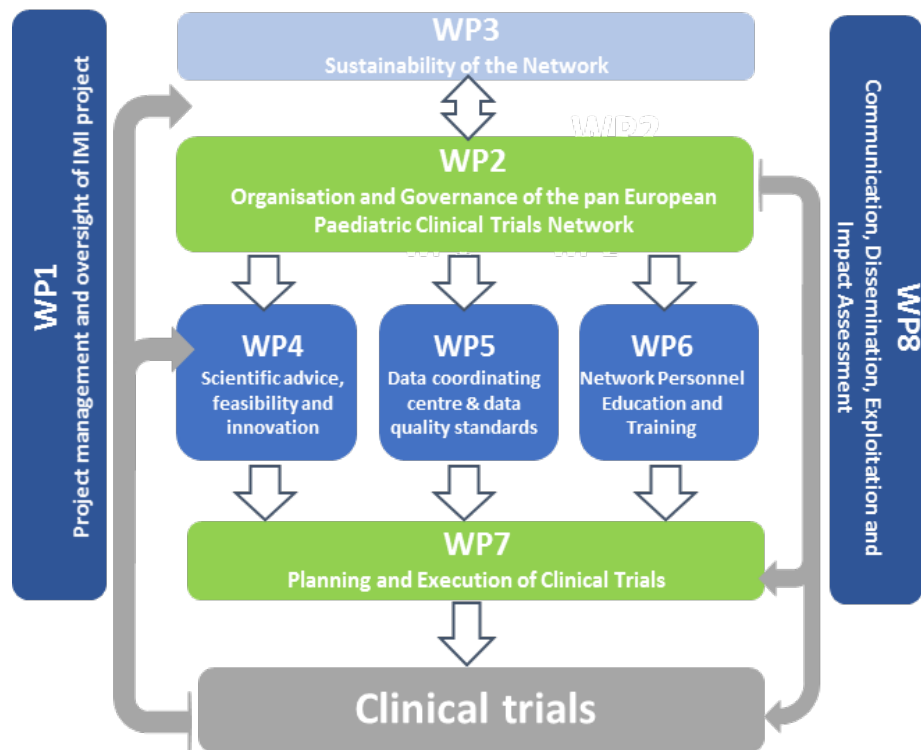 WP1
Project management and oversight of IMI project
WP3
Sustainability of the Network
WP2
WP2
Organisation and Governance of the pan European
Paediatric Clinical Trials Network
WP4
Scientific advice,
feasibility and
innovation
WP5
Data coordinating
centre & data
quality standards
WP6
Network Personnel
Education and
Training
WP7
Planning and Execution of Clinical Trials
Clinical trials
WP8
Communication, Dissemination, Exploitation and
Impact Assessment